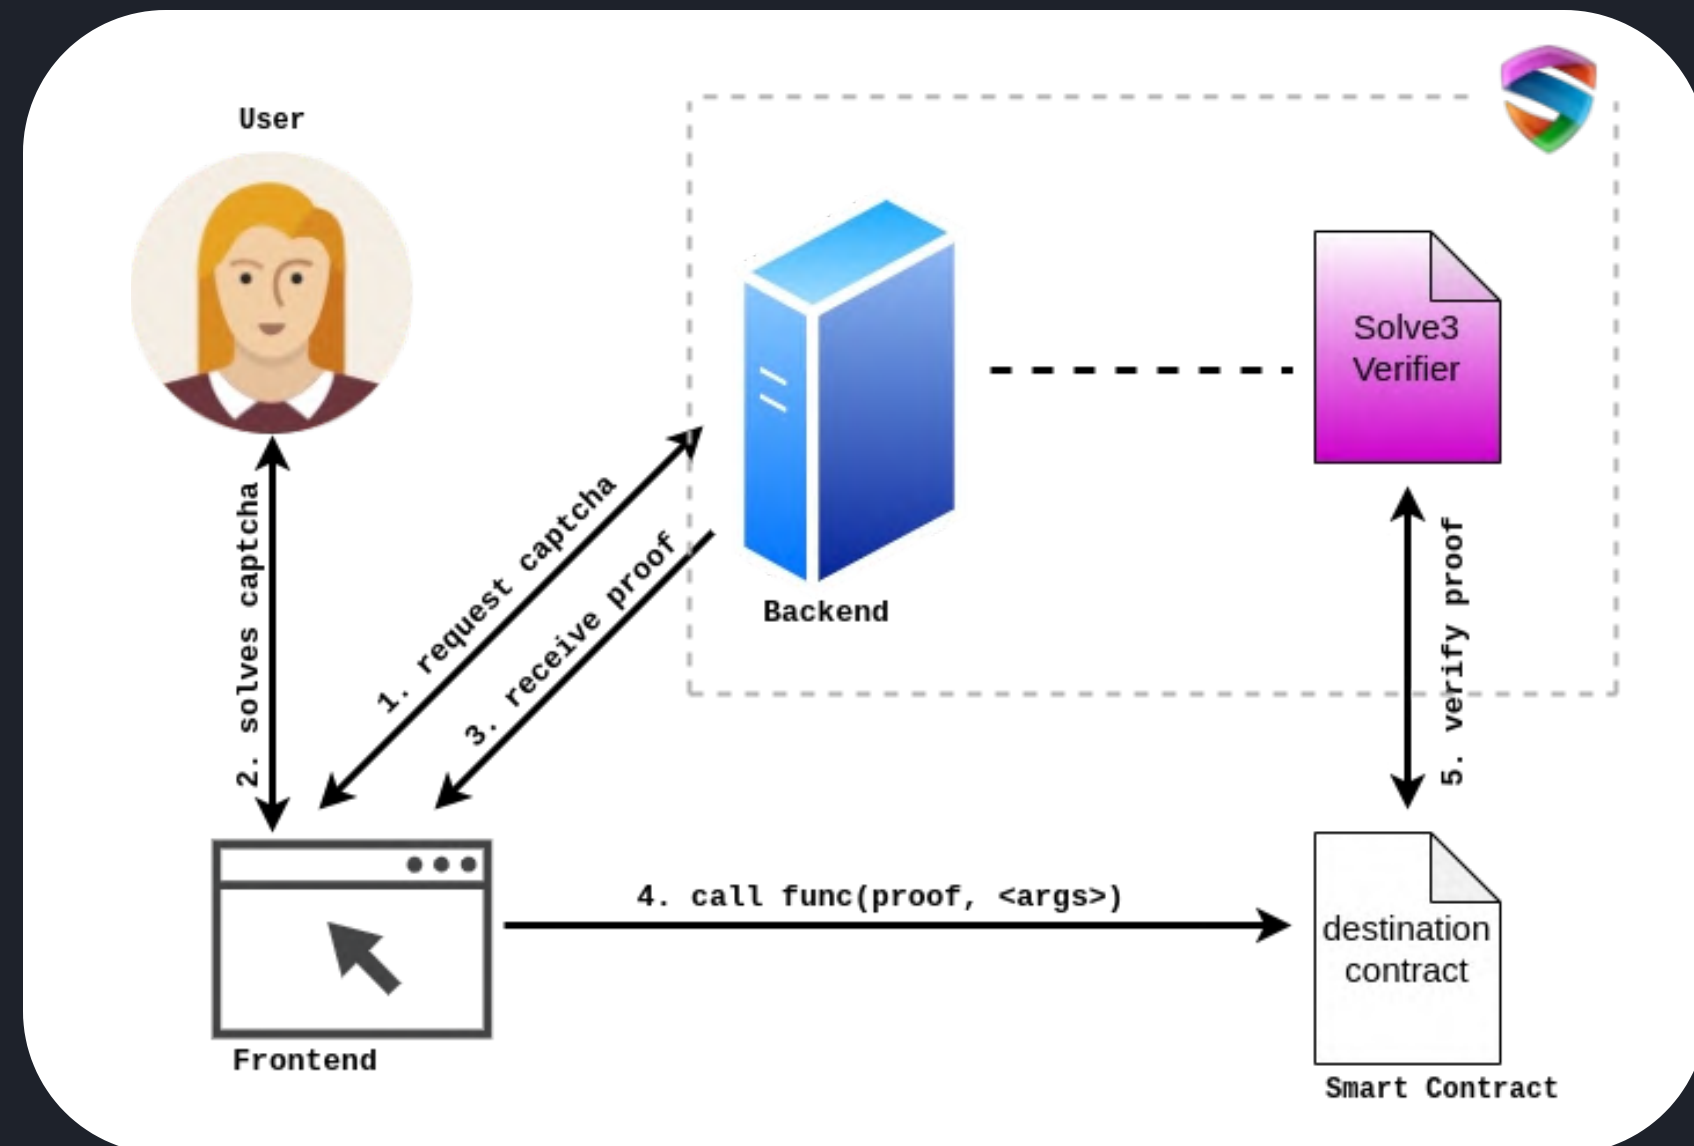 User
Solve3
Verifier
2. solves captcha
1. request captcha
3. receive proof
Backend
5. verify proof
4. call func(proof, <args>)
destination
contract
Frontend
Smart Contract